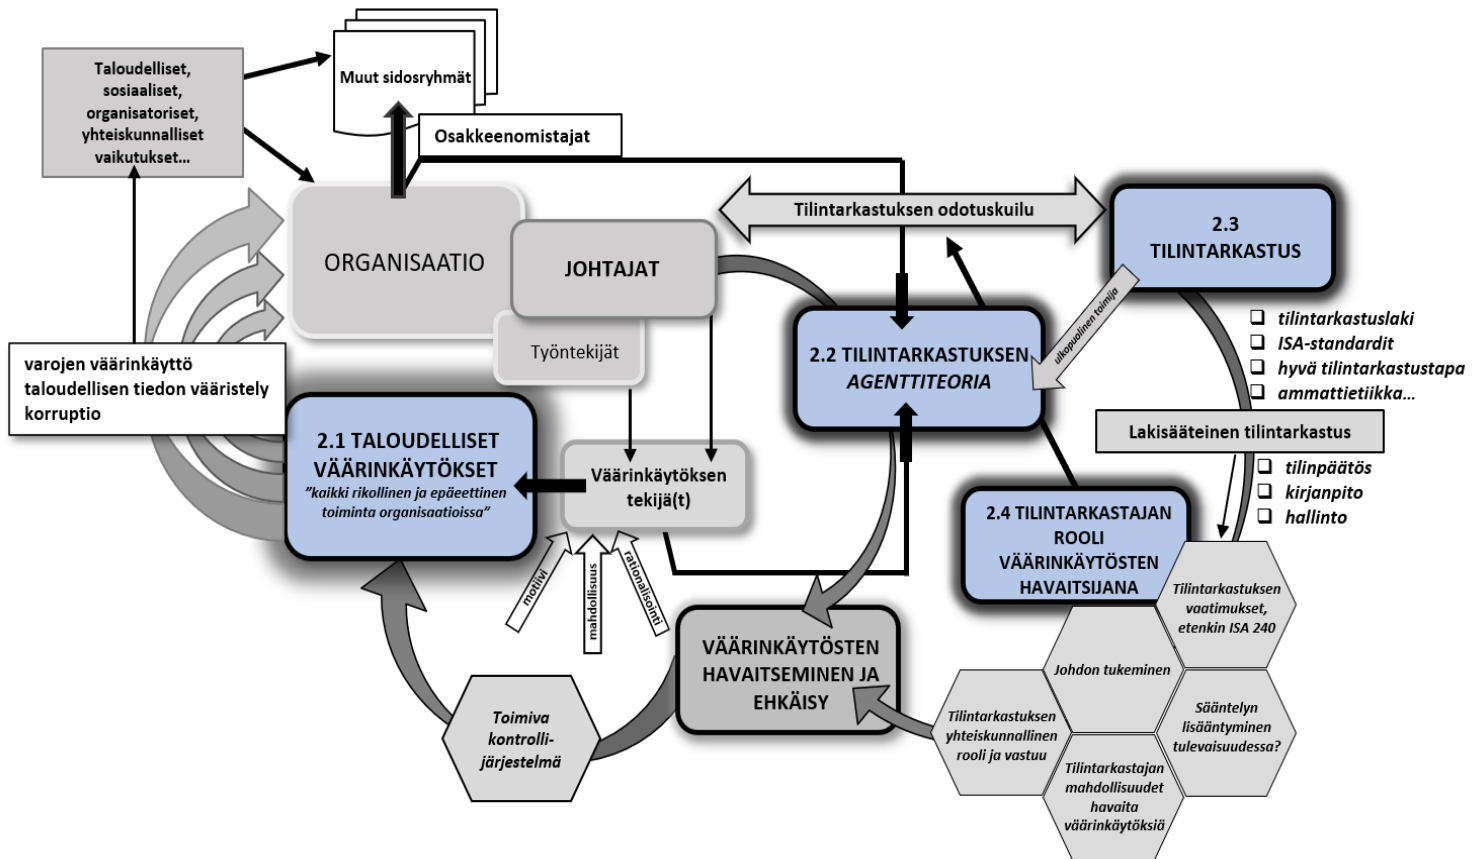 Taloudelliset,
sosiaaliset,
organisatoriset,
yhteiskunnalliset
vaikutukset…
Muut sidosryhmät
Osakkeenomistajat
ORGANISAATIO
JOHTAJAT
Työntekijät
Tilintarkastuksen odotuskuilu
2.3
TILINTARKASTUS
ulkopuolinen toimija
2.2 TILINTARKASTUKSEN
AGENTTITEORIA
❑ tilintarkastuslaki
❑ ISA-standardit
❑ hyvä tilintarkastustapa
❑ ammattietiikka…
Lakisääteinen tilintarkastus
❑ tilinpäätös
❑ kirjanpito
❑ hallinto
varojen väärinkäyttö
taloudellisen tiedon vääristely
korruptio
2.1 TALOUDELLISET
VÄÄRINKÄYTÖKSET
”kaikki rikollinen ja epäeettinen
toiminta organisaatioissa”
Väärinkäytöksen
tekijä(t)
motiivi
mahdollisuus
rationalisointi
2.4 TILINTARKASTAJAN
ROOLI
VÄÄRINKÄYTÖSTEN
HAVAITSIJANA
VÄÄRINKÄYTÖSTEN
HAVAITSEMINEN JA
EHKÄISY
Toimiva
kontrolli-
järjestelmä
Tilintarkastuksen
vaatimukset,
etenkin ISA 240
Johdon tukeminen
Sääntelyn
lisääntyminen
tulevaisuudessa?
Tilintarkastuksen
yhteiskunnallinen
rooli ja vastuu
Tilintarkastajan
mahdollisuudet
havaita
väärinkäytöksiä